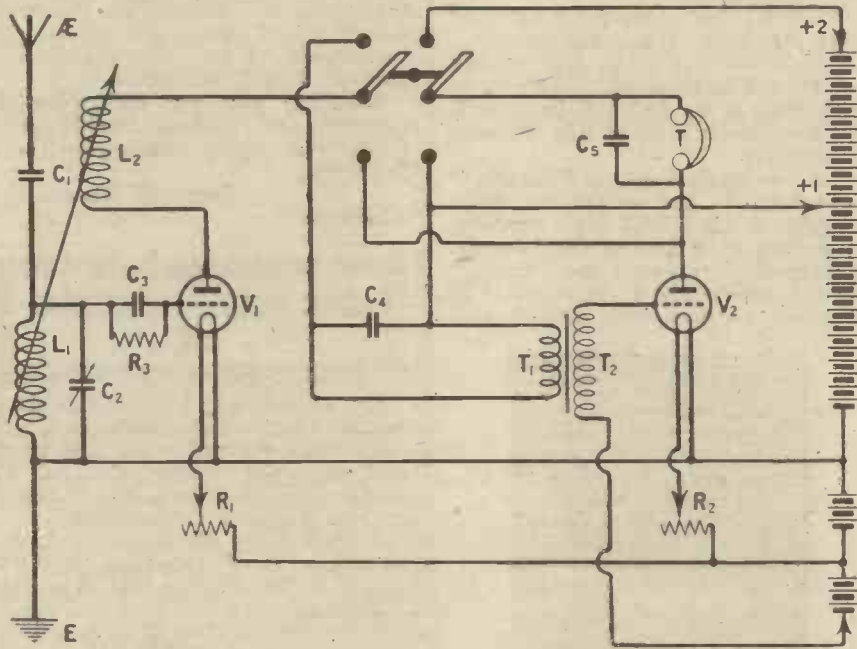 Æ
+2
L₂
C₁
C₅
T
+1
C₃
V₁
C₄
V₂
R₃
L₁
C₂
T₁
T₂
R₁
R₂
E